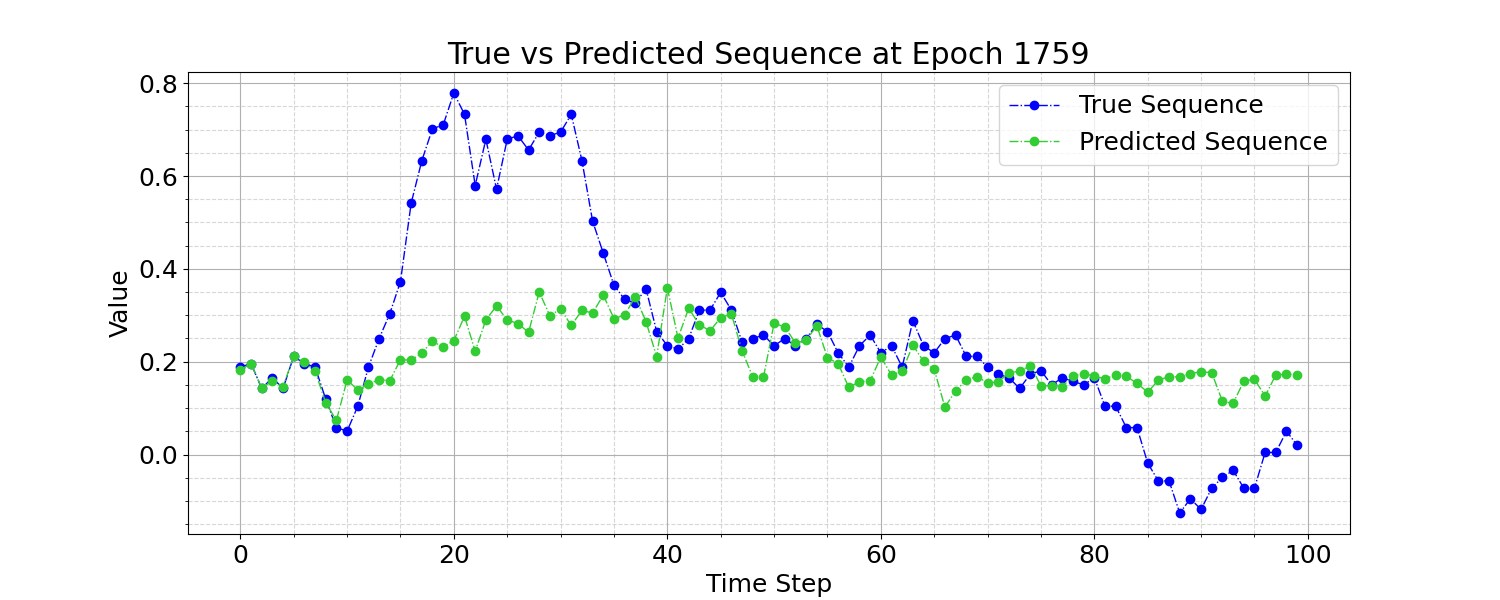 True vs Predicted Sequence at Epoch 1759
True Sequence
Predicted Sequence
0.8
0.6
0.4
0.2
0.0
Value
0 20 40 60 80 100
Time Step